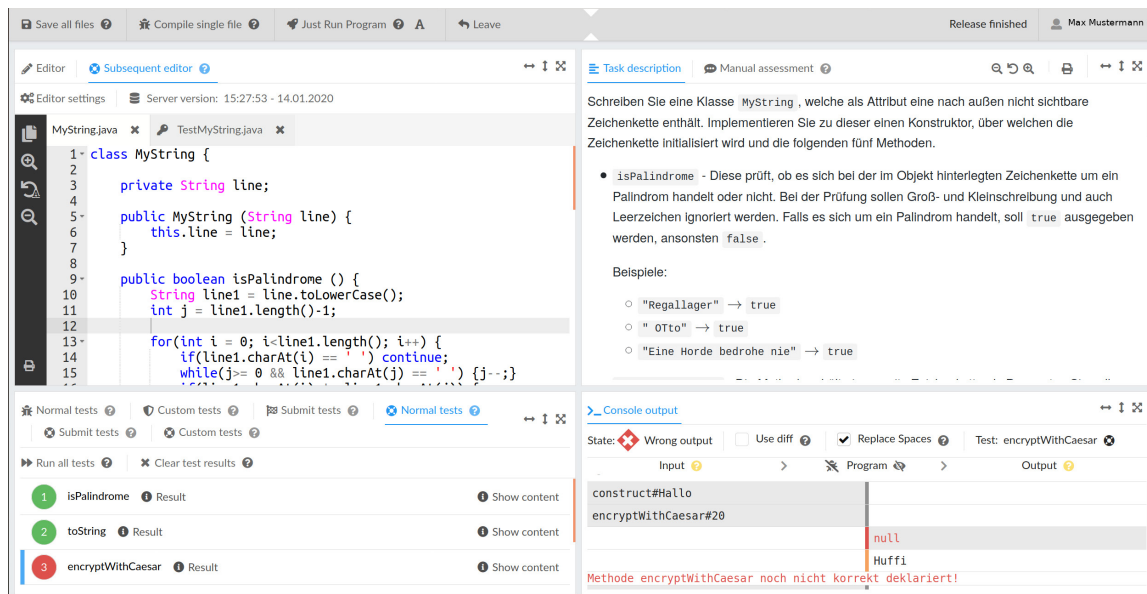 Save all files Compile single file Just Run Program A Leave Release finished Max Mustermann
Editor Subsequent editor
Editor settings Server version: 15:27:53 - 14.01.2020
MyString.java TestMyString.java
1 class MyString {
2
3 private String line;
4
5 public MyString (String line) {
6 this.line = line;
7 }
8
9 public boolean isPalindrome () {
10 String line1 = line.toLowerCase();
11 int j = line1.length()-1;
12
13 for(int i = 0; i<line1.length(); i++) {
14 if(line1.charAt(i) == ' ') continue;
15 while(j>= 0 && line1.charAt(j) == ' ') {j--;}
Task description Manual assessment
Schreiben Sie eine Klasse MyString , welche als Attribut eine nach außen nicht sichtbare
Zeichenkette enthält. Implementieren Sie zu dieser einen Konstruktor, über welchen die
Zeichenkette initialisiert wird und die folgenden fünf Methoden.
isPalindrome - Diese prüft, ob es sich bei der im Objekt hinterlegten Zeichenkette um ein
Palindrom handelt oder nicht. Bei der Prüfung sollen Groß- und Kleinschreibung und auch
Leerzeichen ignoriert werden. Falls es sich um ein Palindrom handelt, soll true ausgegeben
werden, ansonsten false .
Beispiele:
"Regallager" → true
" OTto" → true
"Eine Horde bedrohe nie" → true
Normal tests Custom tests Submit tests Normal tests
Submit tests Custom tests
Run all tests Clear test results
1 isPalindrome Result Show content
2 toString Result Show content
3 encryptWithCaesar Result Show content
Console output
State: Wrong output Use diff Replace Spaces Test: encryptWithCaesar
Input Program Output
construct#Hallo
encryptWithCaesar#20
null
Huffi
Methode encryptWithCaesar noch nicht korrekt deklariert!